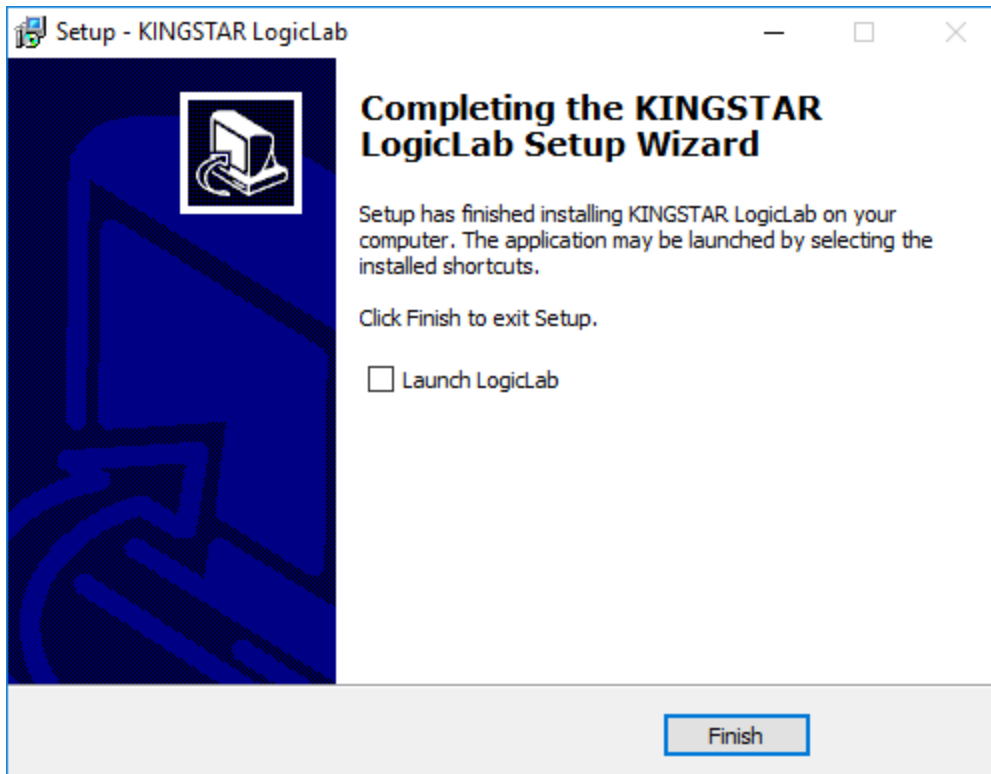 Setup - KINGSTAR LogicLab
Completing the KINGSTAR
LogicLab Setup Wizard
Setup has finished installing KINGSTAR LogicLab on your
computer. The application may be launched by selecting the
installed shortcuts.
Click Finish to exit Setup.
Launch LogicLab
Finish